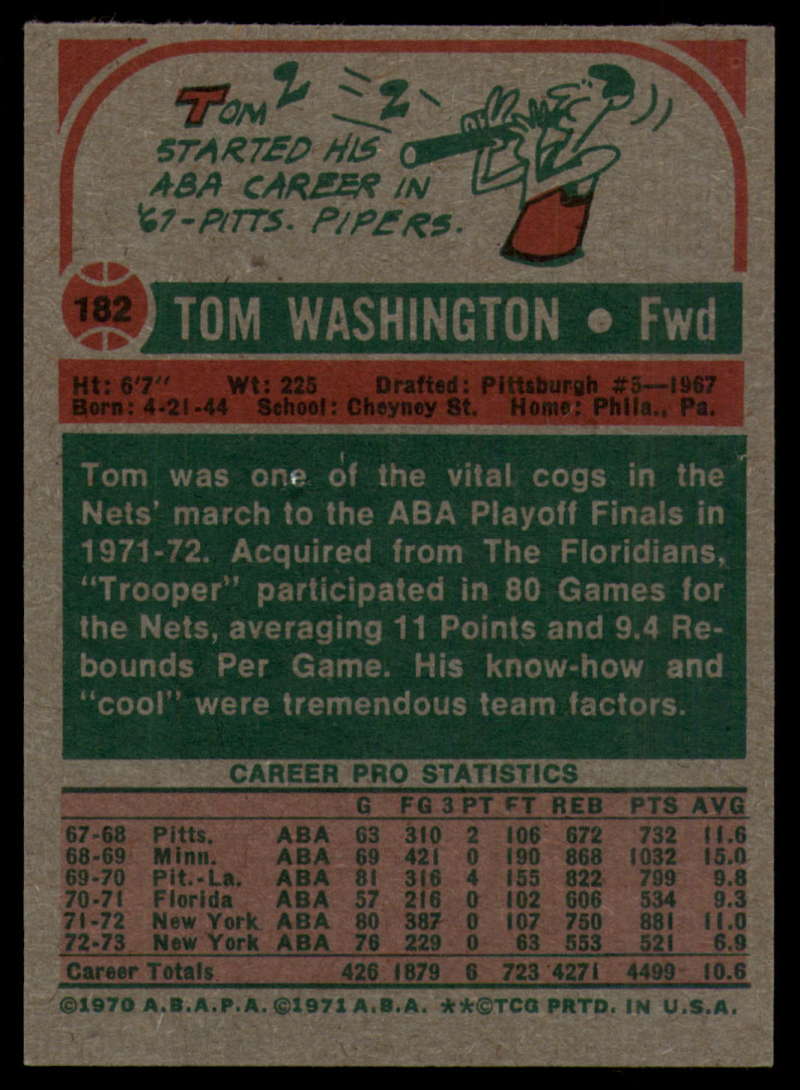 TOM 2 2
STARTED HIS
ABA CAREER IN
'67-PITTS. PIPERS.
182 TOM WASHINGTON • Fwd
Ht: 6'7" Wt: 225 Drafted: Pittsburgh #5—1967
Born: 4-21-44 School: Cheyney St. Home: Phila., Pa.
Tom was one of the vital cogs in the
Nets' march to the ABA Playoff Finals in
1971-72. Acquired from The Floridians,
"Trooper" participated in 80 Games for
the Nets, averaging 11 Points and 9.4 Re-
bounds Per Game. His know-how and
"cool" were tremendous team factors.
CAREER PRO STATISTICS
G FG 3 PT FT REB PTS AVG
67-68 Pitts. ABA 63 310 2 106 672 732 11.6
68-69 Minn. ABA 69 421 0 190 868 1032 15.0
69-70 Pit.-La. ABA 81 316 4 155 822 799 9.8
70-71 Florida ABA 57 216 0 102 606 534 9.3
71-72 New York ABA 80 387 0 107 750 881 11.0
72-73 New York ABA 76 229 0 63 553 521 6.9
Career Totals 426 1879 6 723 4271 4499 10.6
©1970 A.B.A.P.A. ©1971 A.B.A. **©TCG PRTD. IN U.S.A.